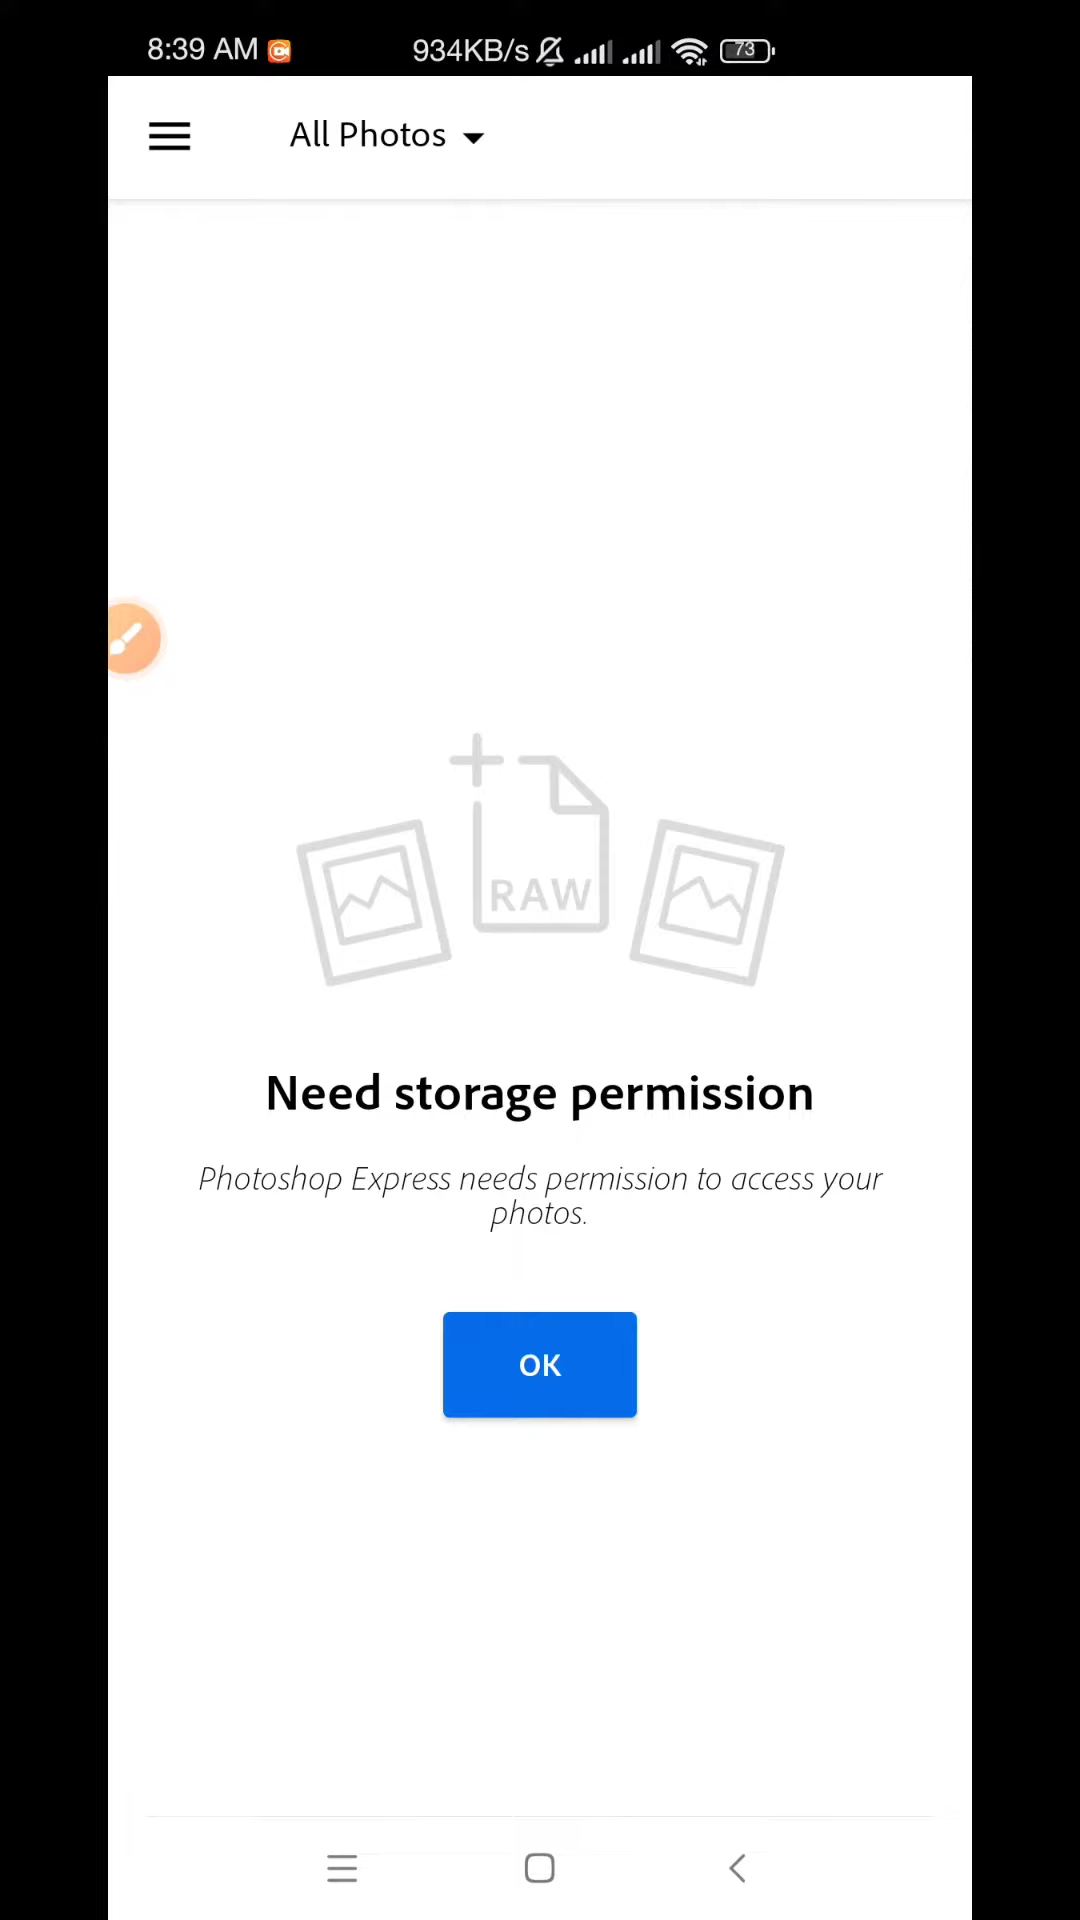 8:39 AM 934KB/s 73
All Photos
RAW
Need storage permission
Photoshop Express needs permission to access your
photos.
OK